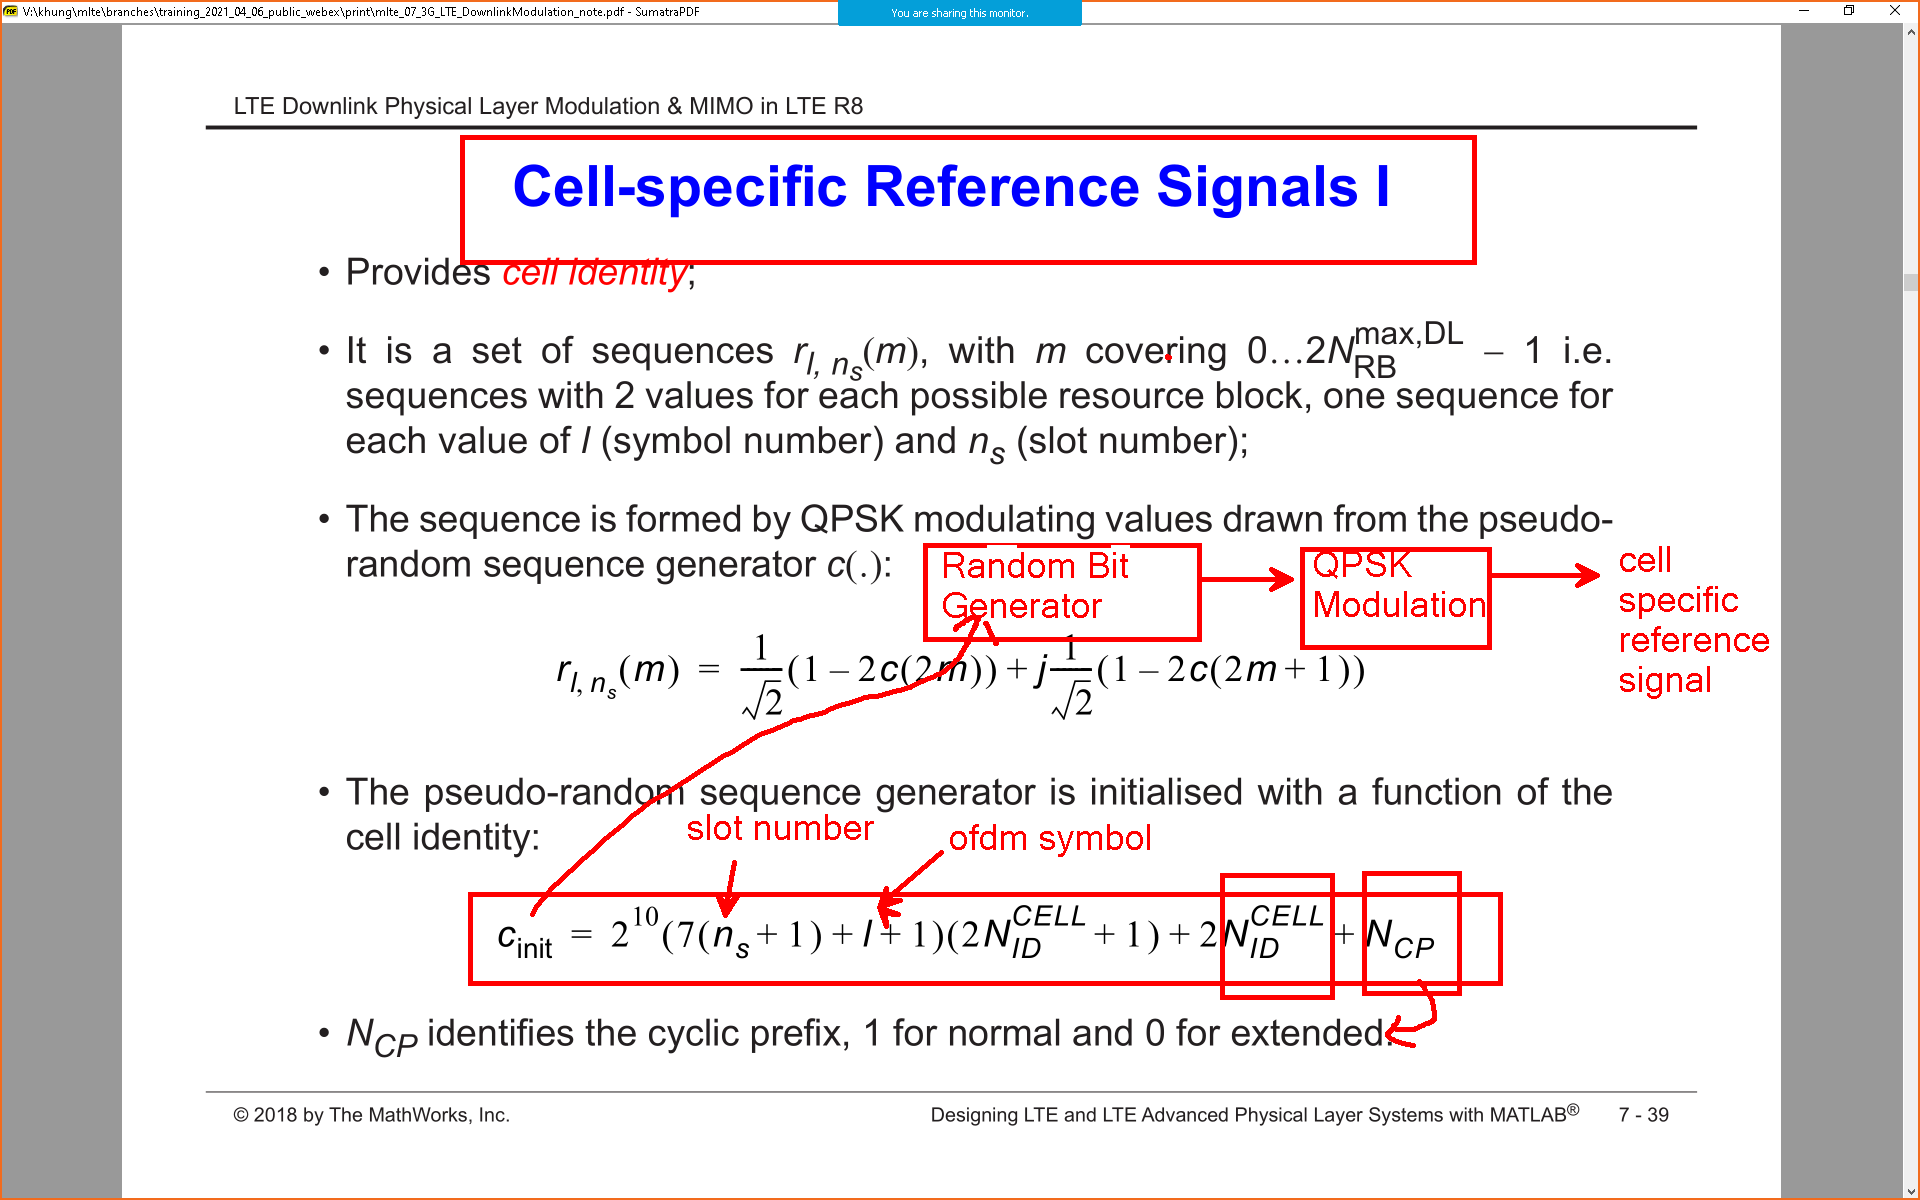 V:\khung\mlte\branches\training_2021_04_06_public_webex\print\mlte_07_3G_LTE_DownlinkModulation_note.pdf - SumatraPDF
You are sharing this monitor.
LTE Downlink Physical Layer Modulation & MIMO in LTE R8
Cell-specific Reference Signals I
• Provides cell identity;
• It is a set of sequences r_{l, n_s}(m), with m covering 0…2N_{RB}^{max,DL} – 1 i.e.
sequences with 2 values for each possible resource block, one sequence for
each value of l (symbol number) and n_s (slot number);
• The sequence is formed by QPSK modulating values drawn from the pseudo-
random sequence generator c(.):
Random Bit
Generator
QPSK
Modulation
cell
specific
reference
signal
r_{l, n_s}(m) = \frac{1}{\sqrt{2}}(1 – 2c(2m)) + j\frac{1}{\sqrt{2}}(1 – 2c(2m + 1))
• The pseudo-random sequence generator is initialised with a function of the
cell identity:
slot number
ofdm symbol
c_{init} = 2^{10}(7(n_s + 1) + l + 1)(2N_{ID}^{CELL} + 1) + 2N_{ID}^{CELL} + N_{CP}
• N_{CP} identifies the cyclic prefix, 1 for normal and 0 for extended.
© 2018 by The MathWorks, Inc.
Designing LTE and LTE Advanced Physical Layer Systems with MATLAB®
7 - 39